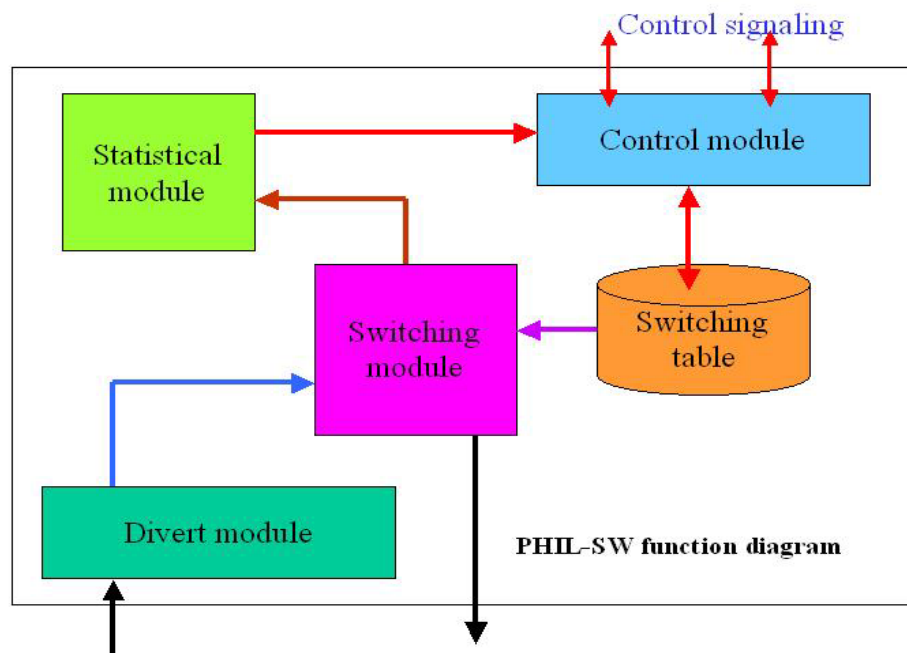 Control signaling
Statistical
module
Control module
Switching
module
Switching
table
Divert module
PHIL-SW function diagram